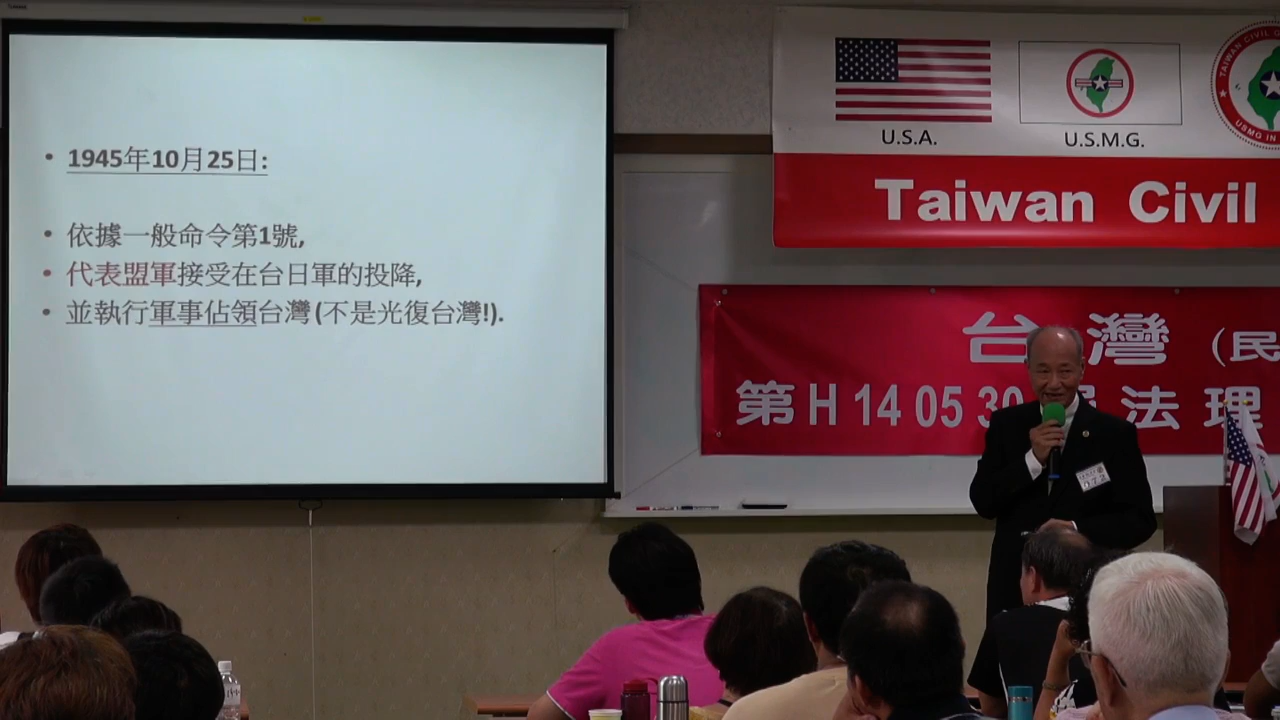 • 1945年10月25日:
• 依據一般命令第1號,
• 代表盟軍接受在台日軍的投降,
• 並執行軍事佔領台灣(不是光復台灣!).
U.S.A.
U.S.M.G.
Taiwan Civil
台灣（民
第H 14 05 30 法理